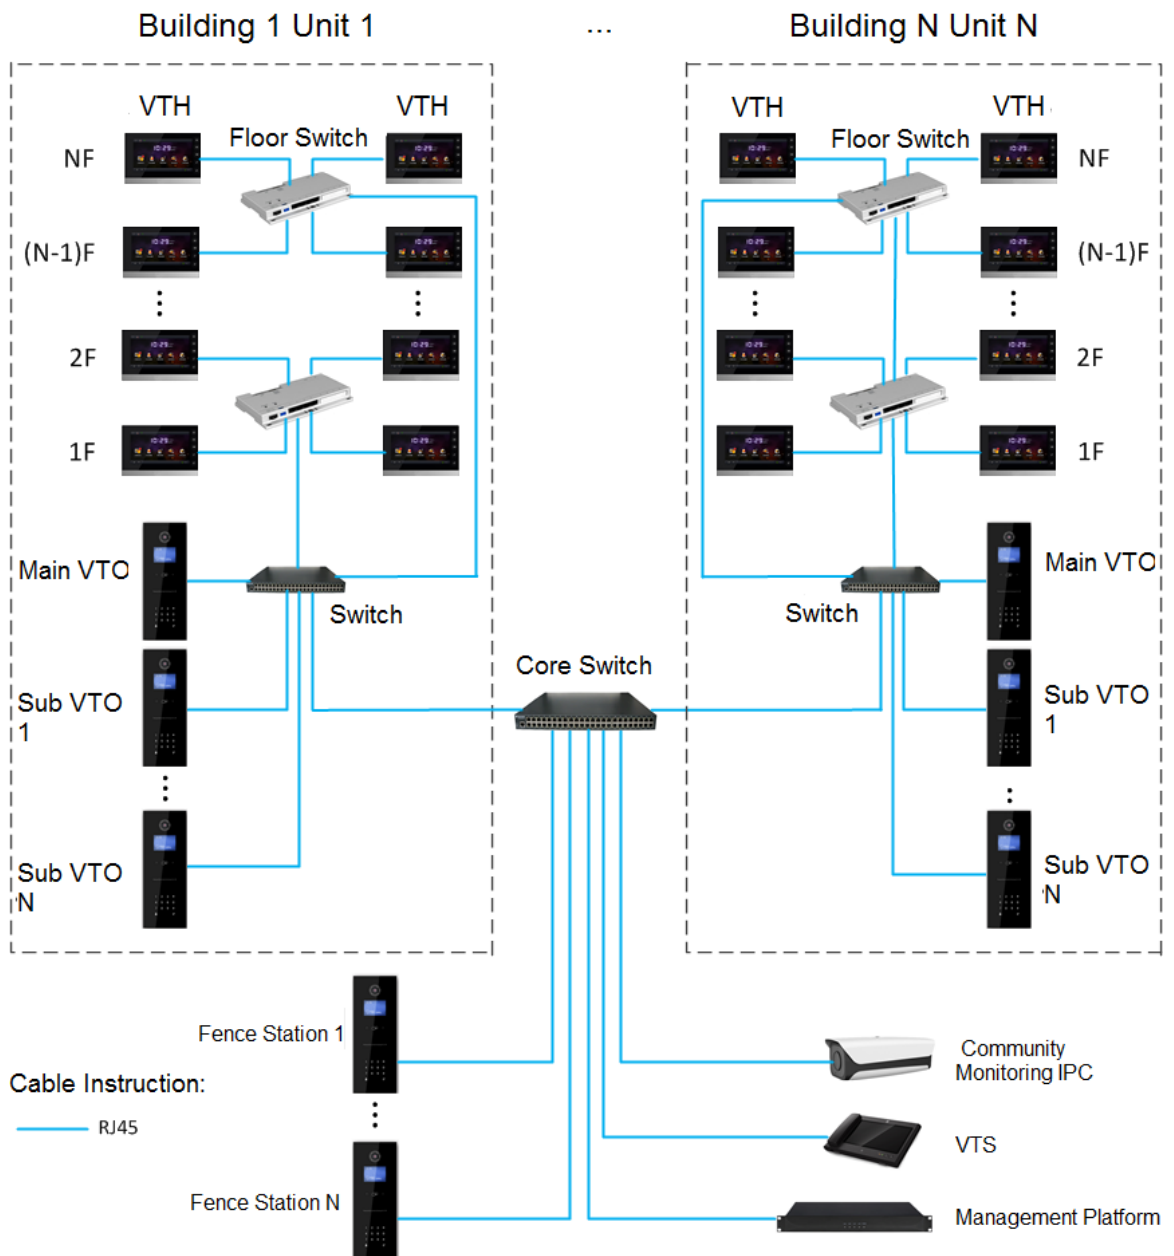 Building 1 Unit 1
...
Building N Unit N
VTH
VTH
Floor Switch
NF
(N-1)F
2F
1F
Main VTO
Switch
Sub VTO
1
Sub VTO
N
VTH
VTH
Floor Switch
NF
(N-1)F
2F
1F
Main VTO
Switch
Sub VTO
1
Sub VTO
N
Core Switch
Fence Station 1
Fence Station N
Cable Instruction:
RJ45
Community
Monitoring IPC
VTS
Management Platform